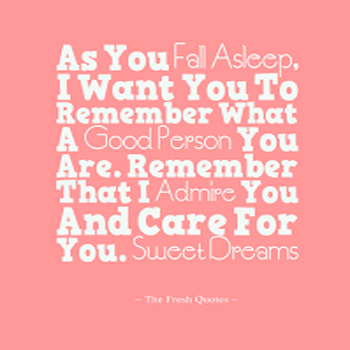 As You Fall Asleep,
I Want You To
Remember What
A Good Person You
Are. Remember
That I Admire You
And Care For
You. Sweet Dreams
– The Fresh Quotes –